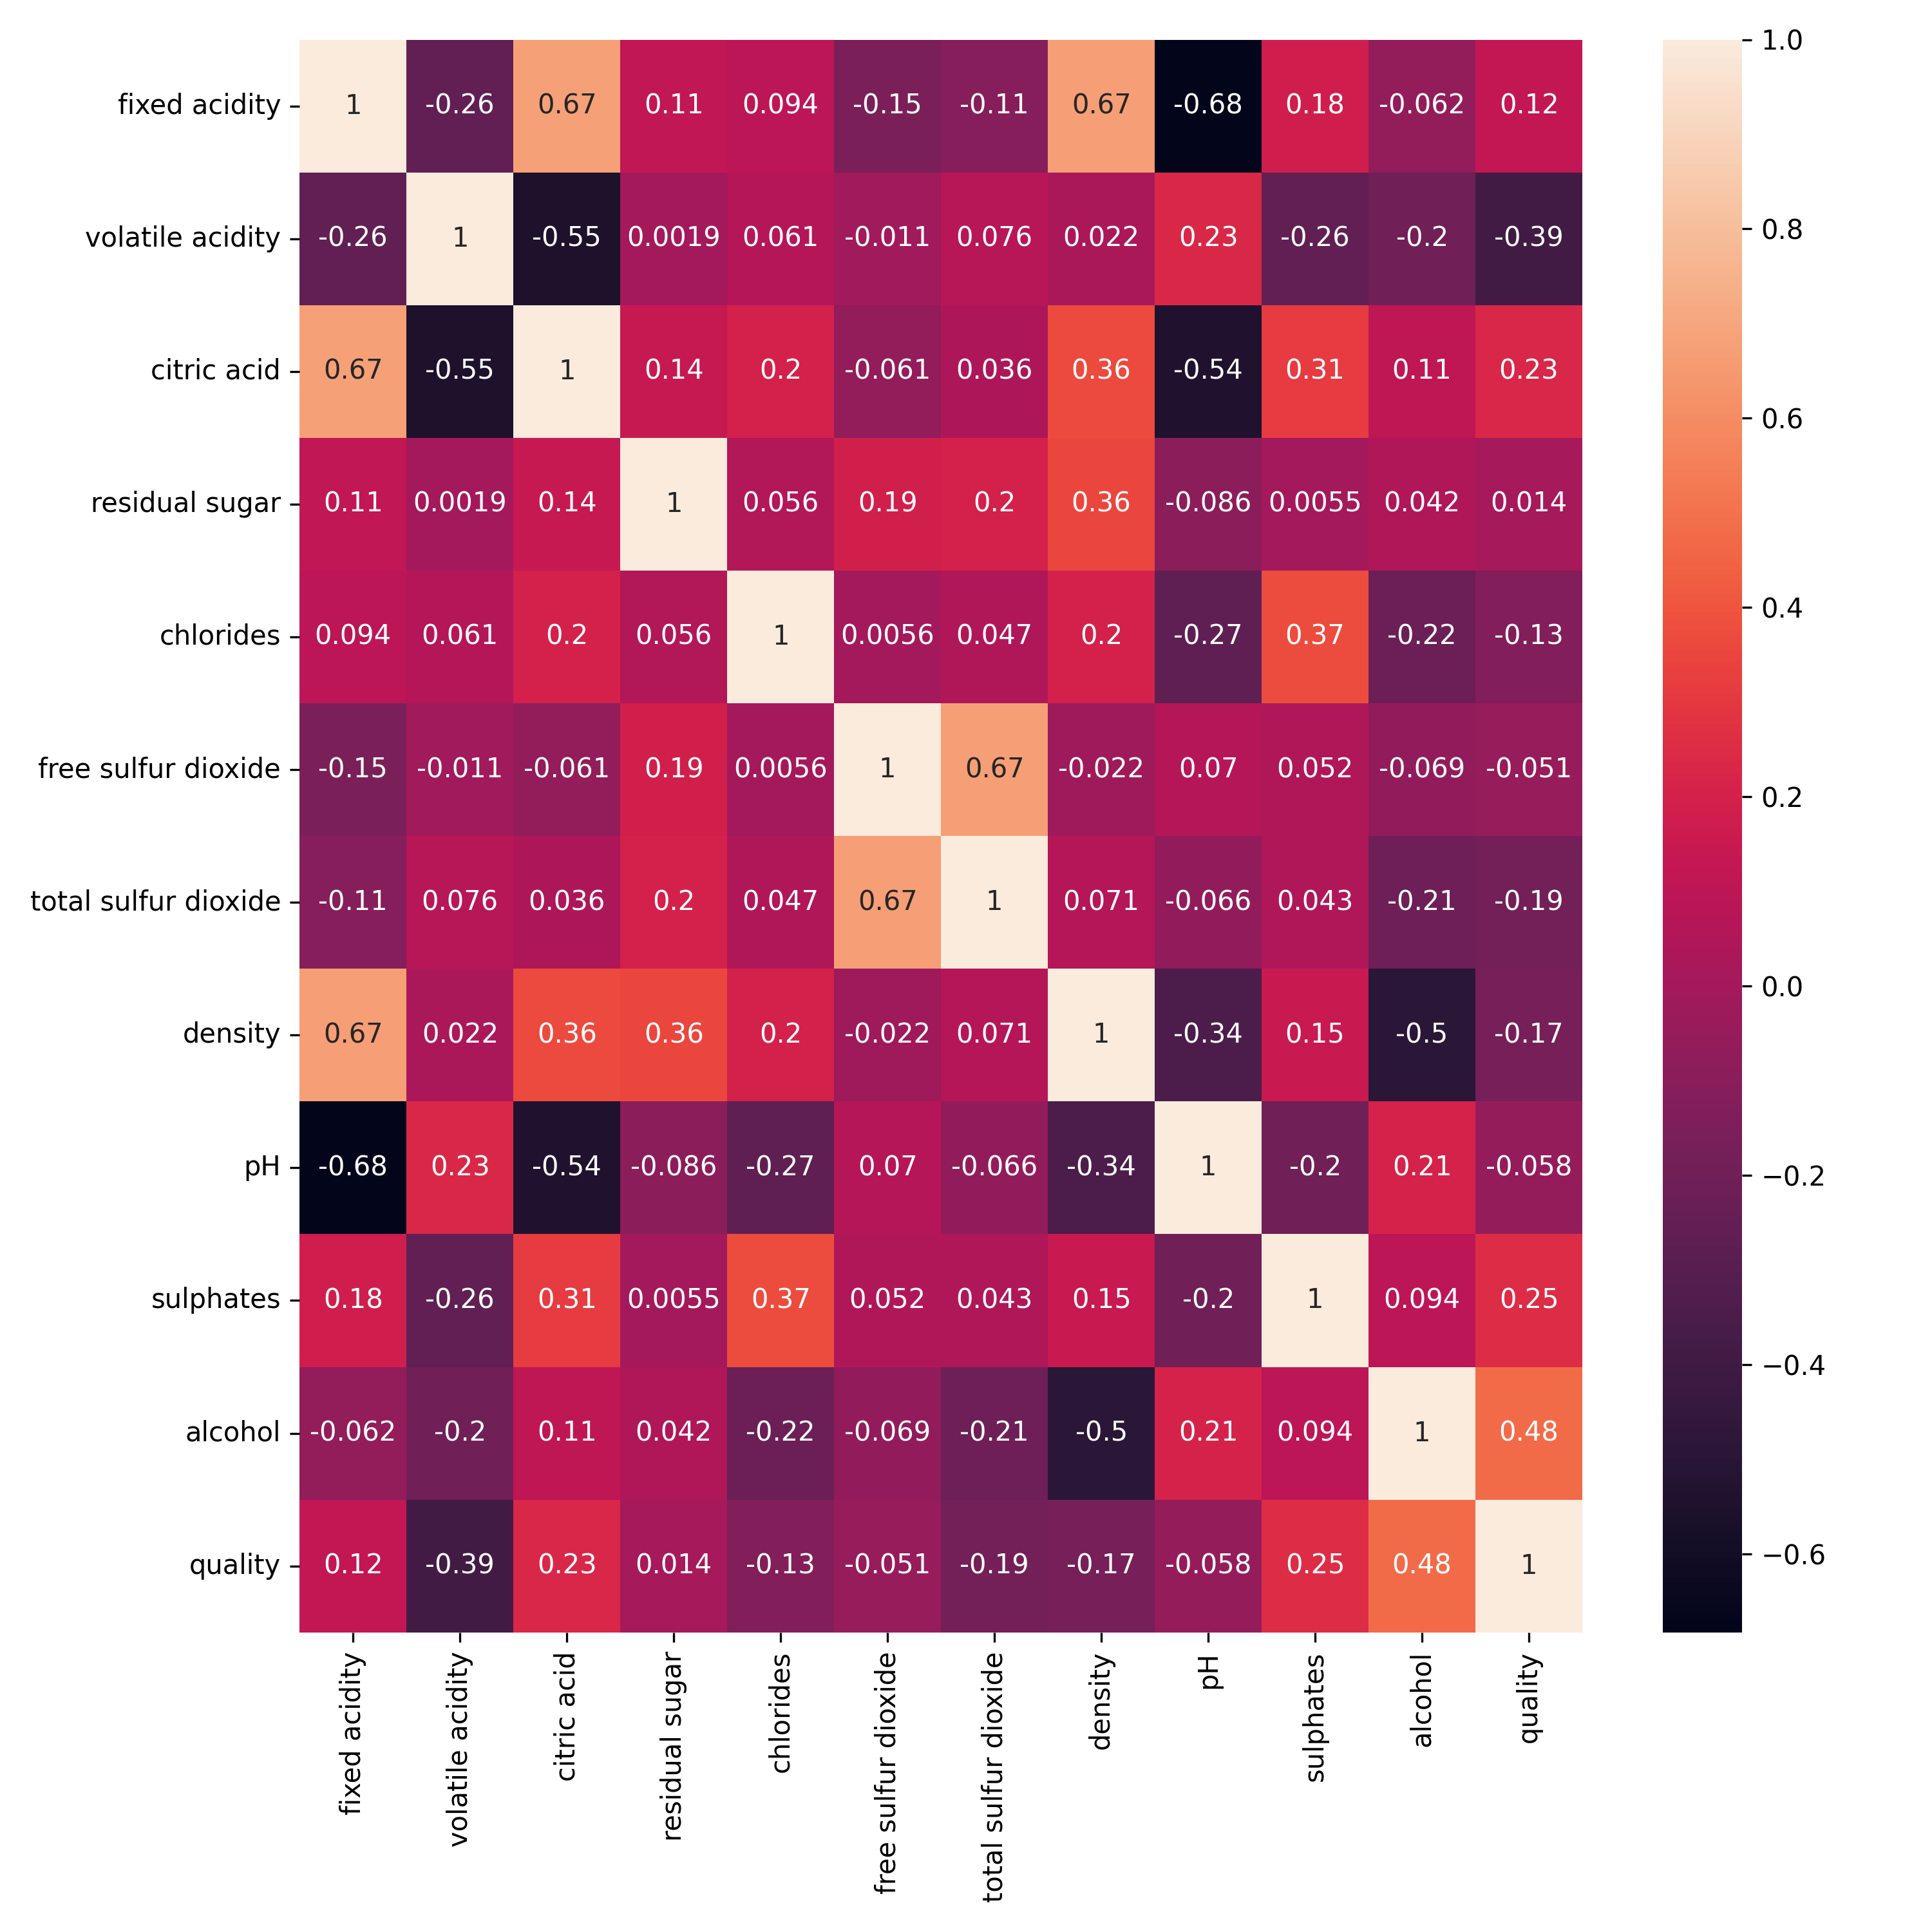 fixed acidity 1 -0.26 0.67 0.11 0.094 -0.15 -0.11 0.67 -0.68 0.18 -0.062 0.12
volatile acidity -0.26 1 -0.55 0.0019 0.061 -0.011 0.076 0.022 0.23 -0.26 -0.2 -0.39
citric acid 0.67 -0.55 1 0.14 0.2 -0.061 0.036 0.36 -0.54 0.31 0.11 0.23
residual sugar 0.11 0.0019 0.14 1 0.056 0.19 0.2 0.36 -0.086 0.0055 0.042 0.014
chlorides 0.094 0.061 0.2 0.056 1 0.0056 0.047 0.2 -0.27 0.37 -0.22 -0.13
free sulfur dioxide -0.15 -0.011 -0.061 0.19 0.0056 1 0.67 -0.022 0.07 0.052 -0.069 -0.051
total sulfur dioxide -0.11 0.076 0.036 0.2 0.047 0.67 1 0.071 -0.066 0.043 -0.21 -0.19
density 0.67 0.022 0.36 0.36 0.2 -0.022 0.071 1 -0.34 0.15 -0.5 -0.17
pH -0.68 0.23 -0.54 -0.086 -0.27 0.07 -0.066 -0.34 1 -0.2 0.21 -0.058
sulphates 0.18 -0.26 0.31 0.0055 0.37 0.052 0.043 0.15 -0.2 1 0.094 0.25
alcohol -0.062 -0.2 0.11 0.042 -0.22 -0.069 -0.21 -0.5 0.21 0.094 1 0.48
quality 0.12 -0.39 0.23 0.014 -0.13 -0.051 -0.19 -0.17 -0.058 0.25 0.48 1
fixed acidity
volatile acidity
citric acid
residual sugar
chlorides
free sulfur dioxide
total sulfur dioxide
density
pH
sulphates
alcohol
quality
1.0
0.8
0.6
0.4
0.2
0.0
−0.2
−0.4
−0.6